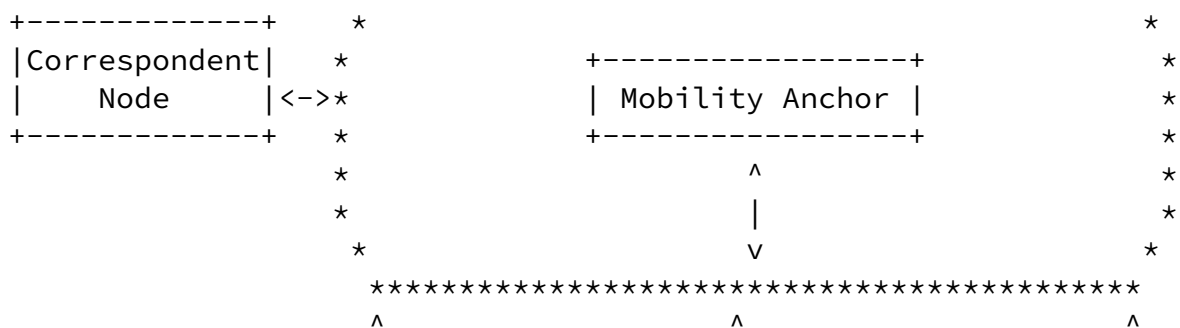 +-------------+    *                                           *
|Correspondent|   *             +-----------------+             *
|    Node     |<->*             | Mobility Anchor |             *
+-------------+   *             +-----------------+             *
                  *                      ^                      *
                  *                      |                      *
                   *                     v                     *
                    *******************************************
                    ^                   ^                     ^